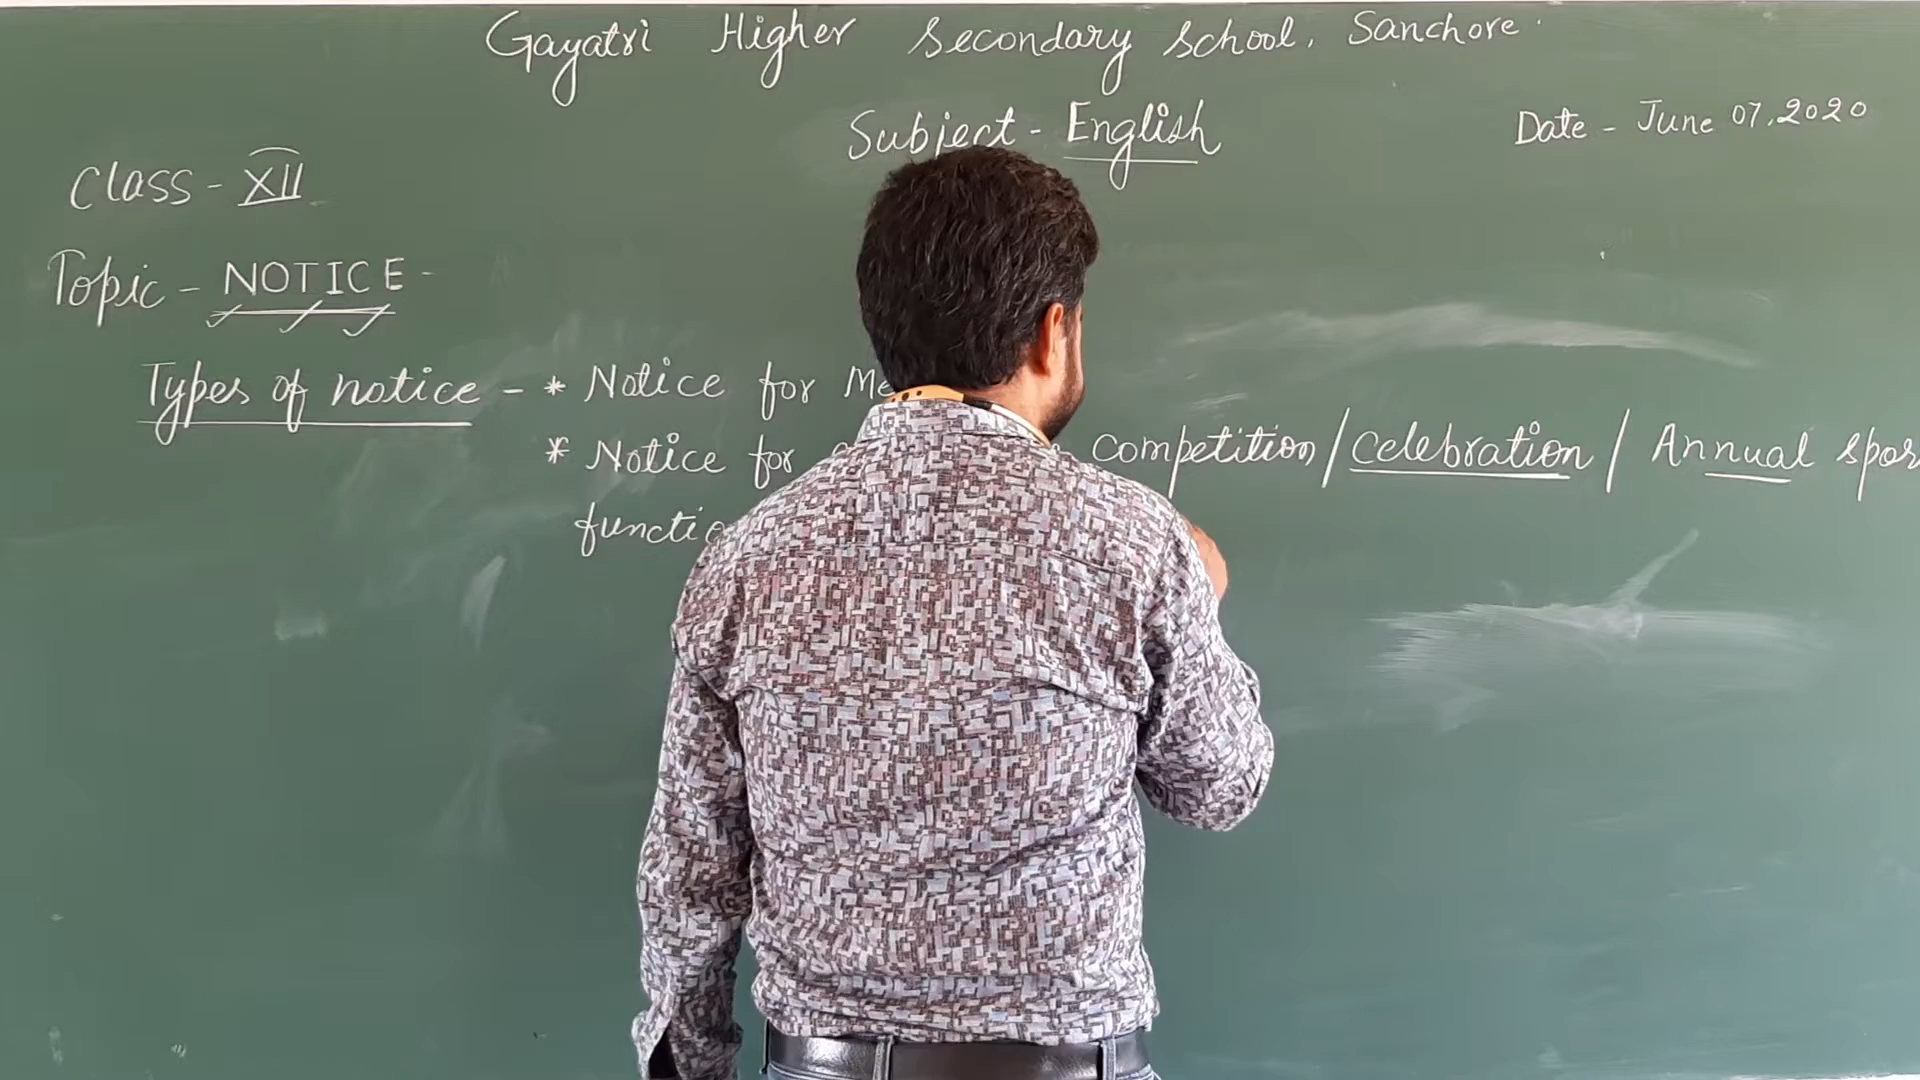 Gayatri Higher Secondary School, Sanchore.
Subject - English
Date - June 07, 2020
Class - XII
Topic - NOTICE -
Types of notice - * Notice for
* Notice for competition / celebration / Annual